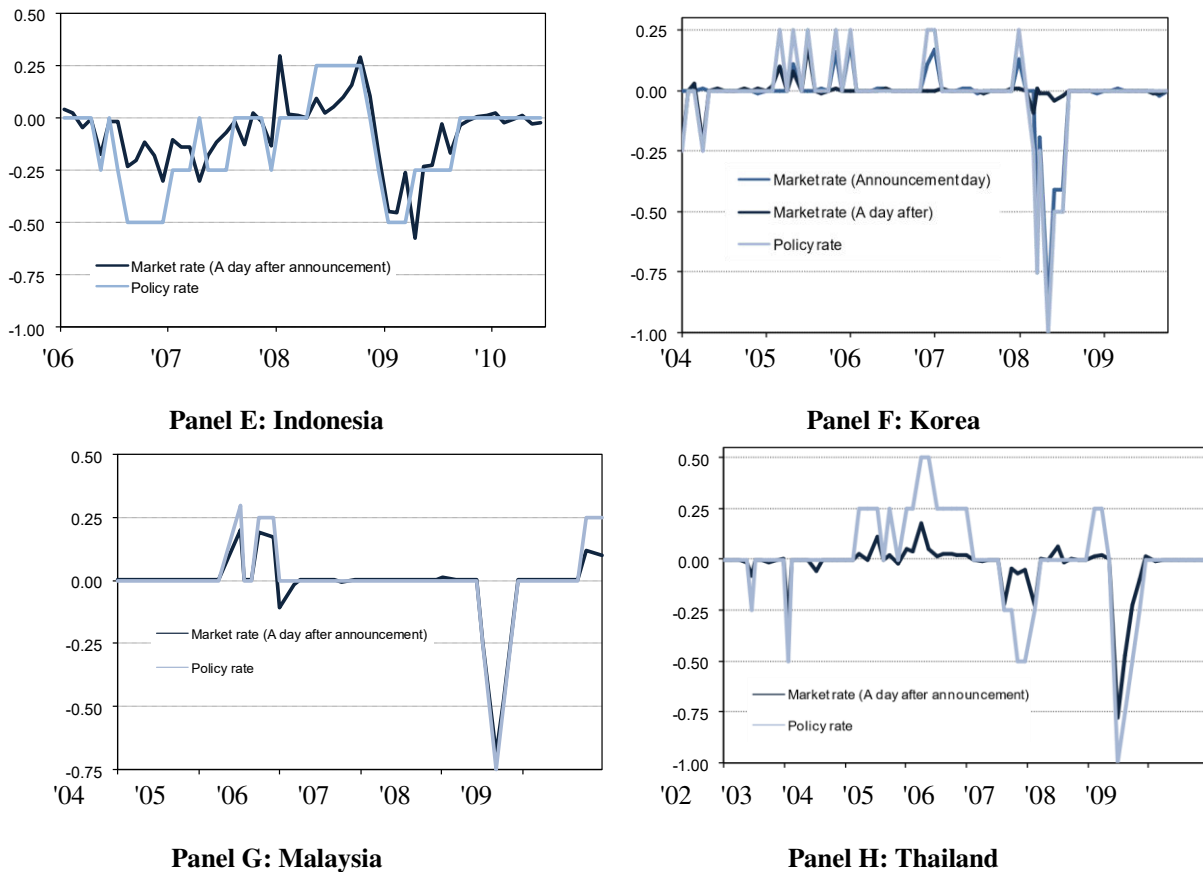 0.50
0.25
0.00
-0.25
-0.50
-0.75
-1.00
Market rate (A day after announcement)
Policy rate
'06 '07 '08 '09 '10
Panel E: Indonesia
0.25
0.00
-0.25
-0.50
-0.75
-1.00
Market rate (Announcement day)
Market rate (A day after)
Policy rate
'04 '05 '06 '07 '08 '09
Panel F: Korea
0.50
0.25
0.00
-0.25
-0.50
-0.75
Market rate (A day after announcement)
Policy rate
'04 '05 '06 '07 '08 '09
Panel G: Malaysia
0.50
0.25
0.00
-0.25
-0.50
-0.75
-1.00
Market rate (A day after announcement)
Policy rate
'02 '03 '04 '05 '06 '07 '08 '09
Panel H: Thailand